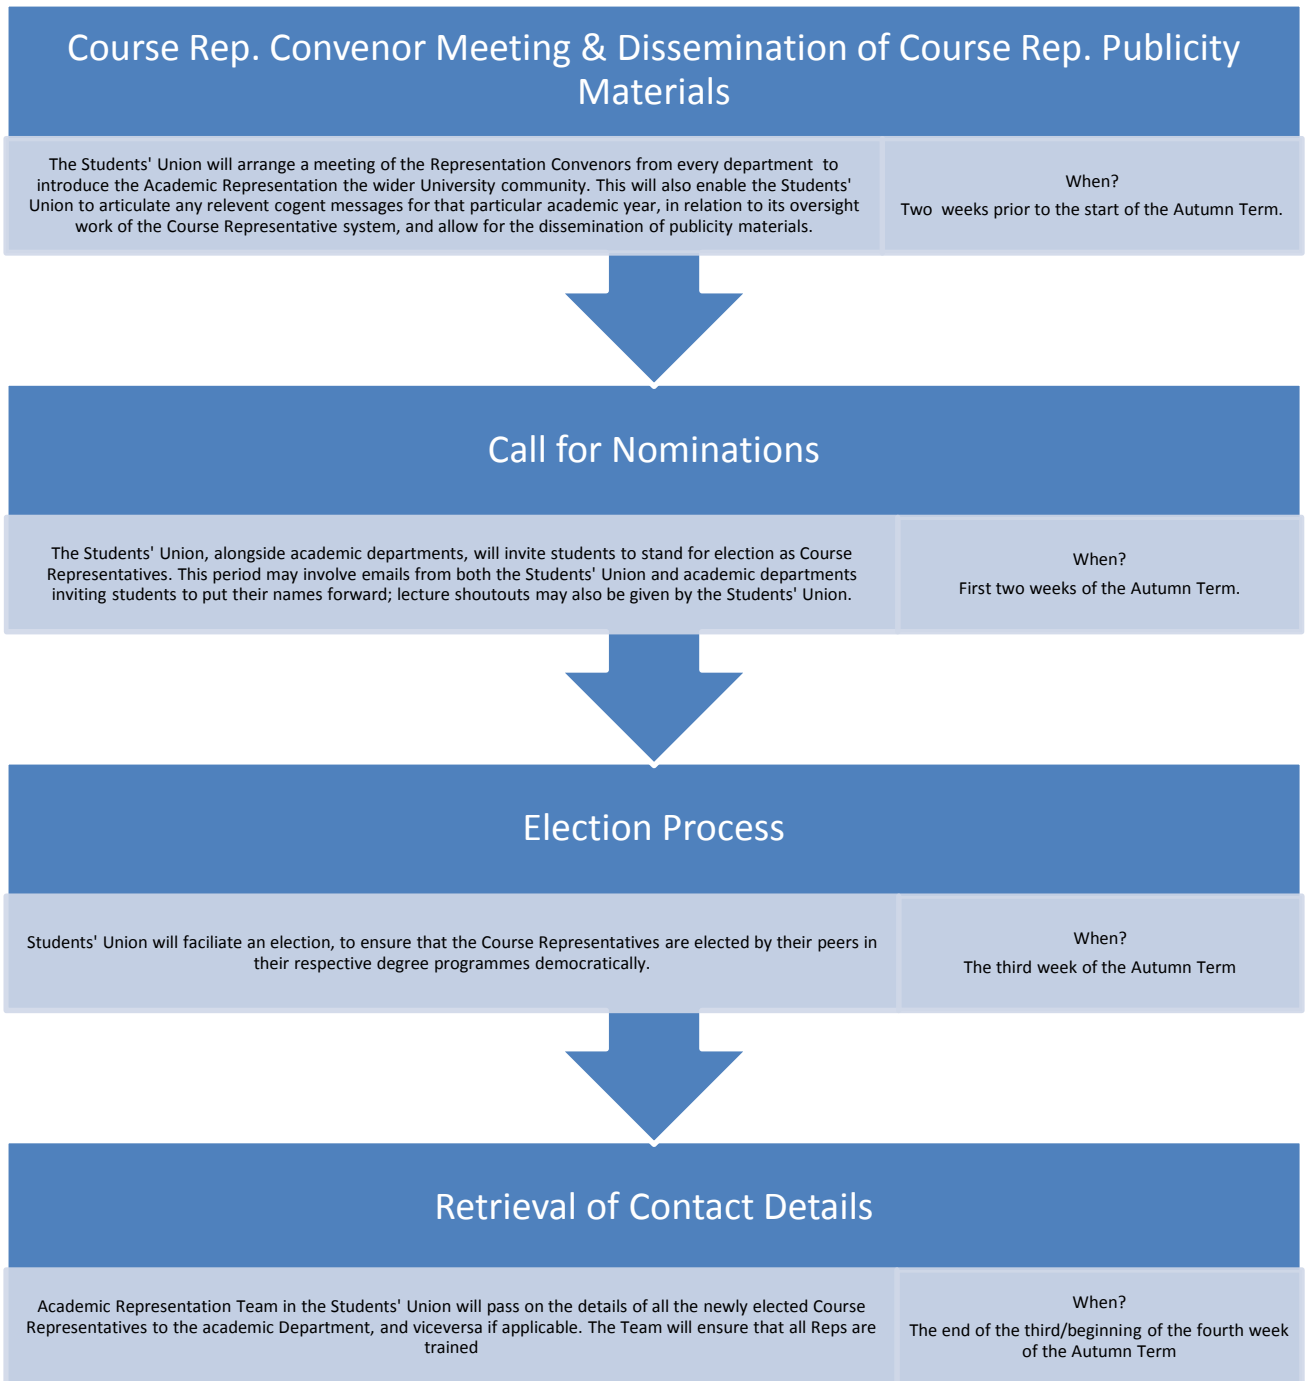 Course Rep. Convenor Meeting & Dissemination of Course Rep. Publicity
Materials
The Students' Union will arrange a meeting of the Representation Convenors from every department to
introduce the Academic Representation the wider University community. This will also enable the Students'
Union to articulate any relevent cogent messages for that particular academic year, in relation to its oversight
work of the Course Representative system, and allow for the dissemination of publicity materials.
When?
Two weeks prior to the start of the Autumn Term.
Call for Nominations
The Students' Union, alongside academic departments, will invite students to stand for election as Course
Representatives. This period may involve emails from both the Students' Union and academic departments
inviting students to put their names forward; lecture shoutouts may also be given by the Students' Union.
When?
First two weeks of the Autumn Term.
Election Process
Students' Union will faciliate an election, to ensure that the Course Representatives are elected by their peers in
their respective degree programmes democratically.
When?
The third week of the Autumn Term
Retrieval of Contact Details
Academic Representation Team in the Students' Union will pass on the details of all the newly elected Course
Representatives to the academic Department, and viceversa if applicable. The Team will ensure that all Reps are
trained
When?
The end of the third/beginning of the fourth week
of the Autumn Term